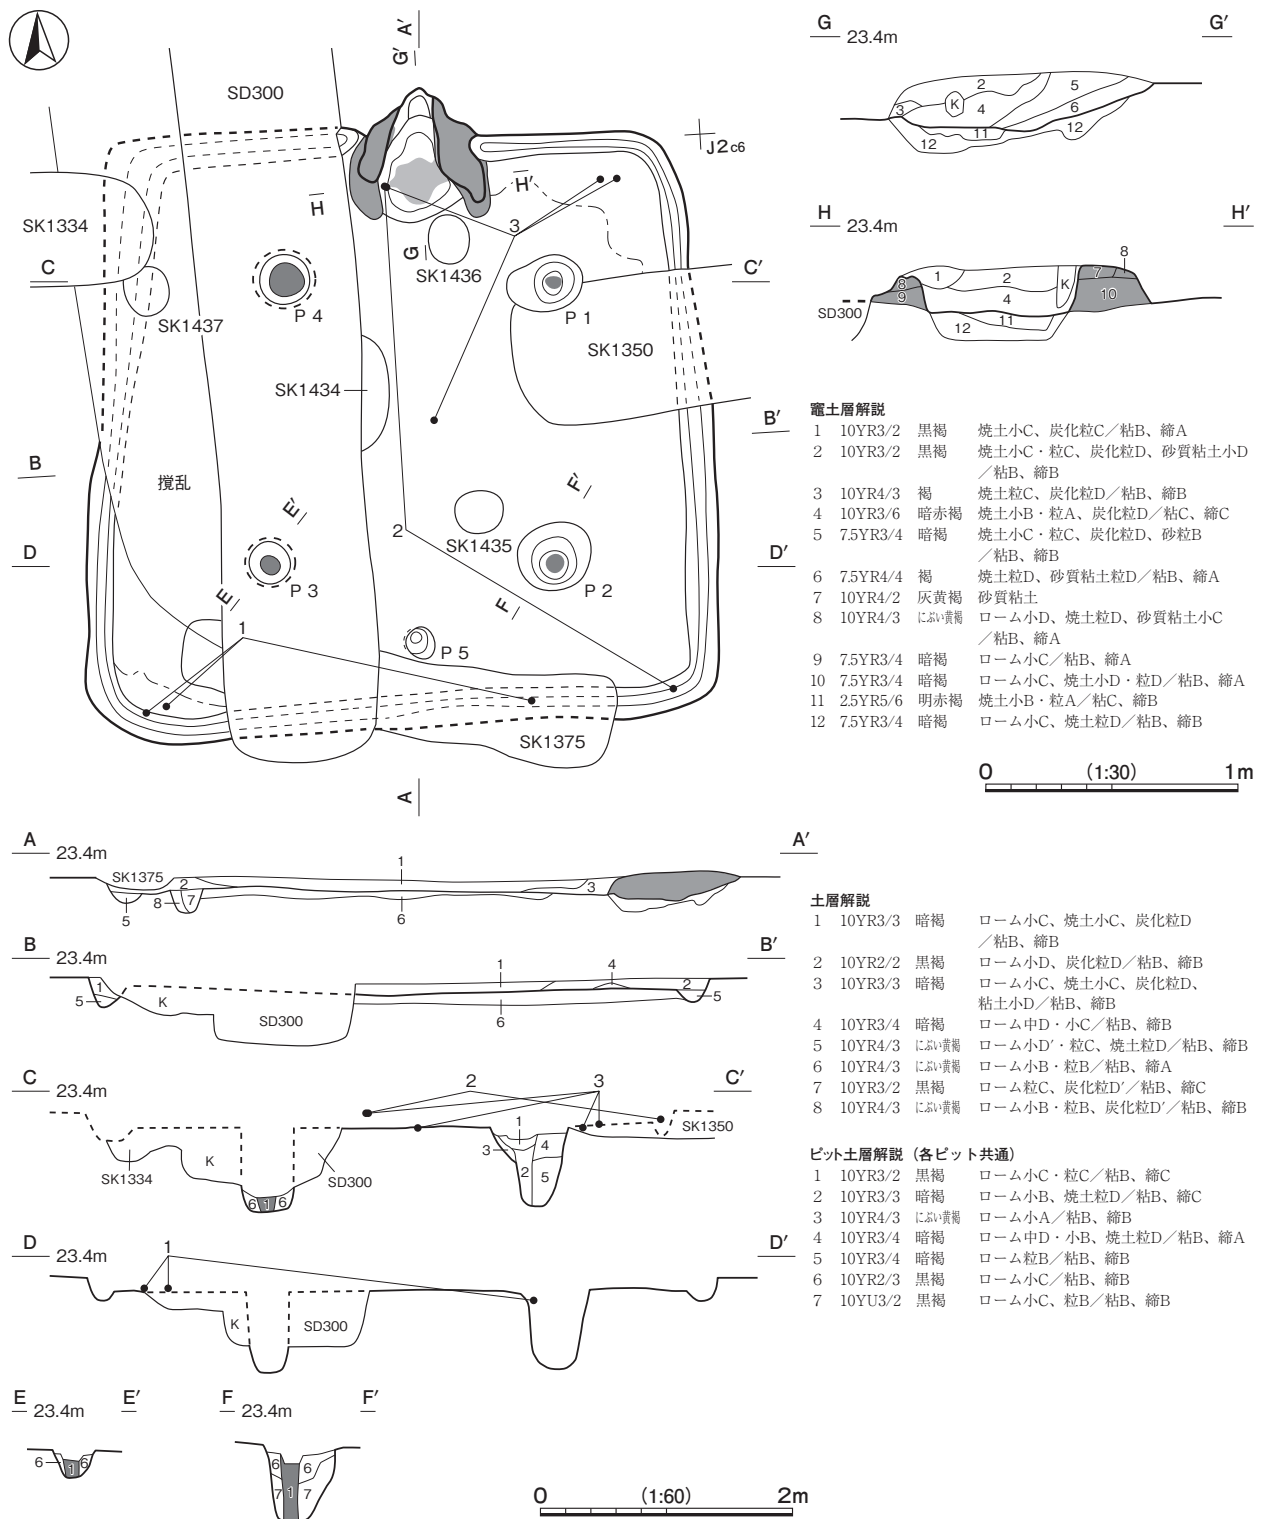 A′
G′
SD300
J2c6
SK1334
H
H′
3
G
SK1436
C
C′
SK1437
P 4
P 1
SK1350
SK1434
B′
B
撹乱
E′
F′
2
SK1435
D
D′
P 3
P 2
E
F
1
P 5
SK1375
A
G 23.4m G′
2
5
3
K
4
6
11
12
12
H 23.4m H′
8
1
2
K
7
8
9
4
10
SD300
12
11
竈土層解説
1 10YR3/2 黒褐 焼土小C、炭化粒C／粘B、締A
2 10YR3/2 黒褐 焼土小C・粒C、炭化粒D、砂質粘土小D
／粘B、締B
3 10YR4/3 褐 焼土粒C、炭化粒D／粘B、締B
4 10YR3/6 暗赤褐 焼土小B・粒A、炭化粒D／粘C、締C
5 7.5YR3/4 暗褐 焼土小C・粒C、炭化粒D、砂粒B
／粘B、締B
6 7.5YR4/4 褐 焼土粒D、砂質粘土粒D／粘B、締A
7 10YR4/2 灰黄褐 砂質粘土
8 10YR4/3 にぶい黄褐 ローム小D、焼土粒D、砂質粘土小C
／粘B、締A
9 7.5YR3/4 暗褐 ローム小C／粘B、締A
10 7.5YR3/4 暗褐 ローム小C、焼土小D・粒D／粘B、締A
11 2.5YR5/6 明赤褐 焼土小B・粒A／粘C、締B
12 7.5YR3/4 暗褐 ローム小C、焼土粒D／粘B、締B
0 (1:30) 1m
A 23.4m A′
1
SK1375
2
3
8
7
5
6
B 23.4m B′
1
4
1
2
5
K
5
SD300
6
C 23.4m C′
2
3
1
SK1350
3
4
SK1334
K
2
5
SD300
6 1 6
D 23.4m D′
1
K
SD300
E 23.4m E′
6
1
6
F 23.4m F′
6
6
7
1
7
土層解説
1 10YR3/3 暗褐 ローム小C、焼土小C、炭化粒D
／粘B、締B
2 10YR2/2 黒褐 ローム小D、炭化粒D／粘B、締B
3 10YR3/3 暗褐 ローム小C、焼土小C、炭化粒D、
粘土小D／粘B、締B
4 10YR3/4 暗褐 ローム中D・小C／粘B、締B
5 10YR4/3 にぶい黄褐 ローム小D′・粒C、焼土粒D／粘B、締B
6 10YR4/3 にぶい黄褐 ローム小B・粒B／粘B、締A
7 10YR3/2 黒褐 ローム粒C、炭化粒D′／粘B、締C
8 10YR4/3 にぶい黄褐 ローム小B・粒B、炭化粒D′／粘B、締B
ピット土層解説（各ピット共通）
1 10YR3/2 黒褐 ローム小C・粒C／粘B、締C
2 10YR3/3 暗褐 ローム小B、焼土粒D／粘B、締C
3 10YR4/3 にぶい黄褐 ローム小A／粘B、締B
4 10YR3/4 暗褐 ローム中D・小B、焼土粒D／粘B、締A
5 10YR3/4 暗褐 ローム粒B／粘B、締B
6 10YR2/3 黒褐 ローム小C／粘B、締B
7 10YU3/2 黒褐 ローム小C、粒B／粘B、締B
0 (1:60) 2m